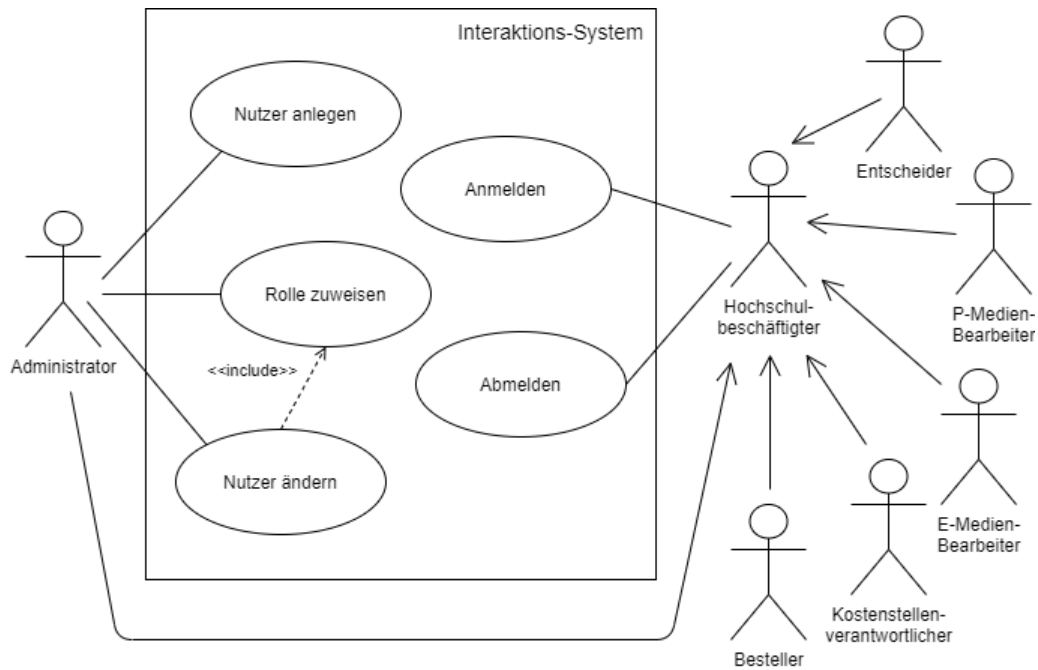 Interaktions-System
Nutzer anlegen
Anmelden
Entscheider
Rolle zuweisen
Hochschul-
beschäftigter
P-Medien-
Bearbeiter
Administrator
<<include>>
Abmelden
Nutzer ändern
E-Medien-
Bearbeiter
Kostenstellen-
verantwortlicher
Besteller